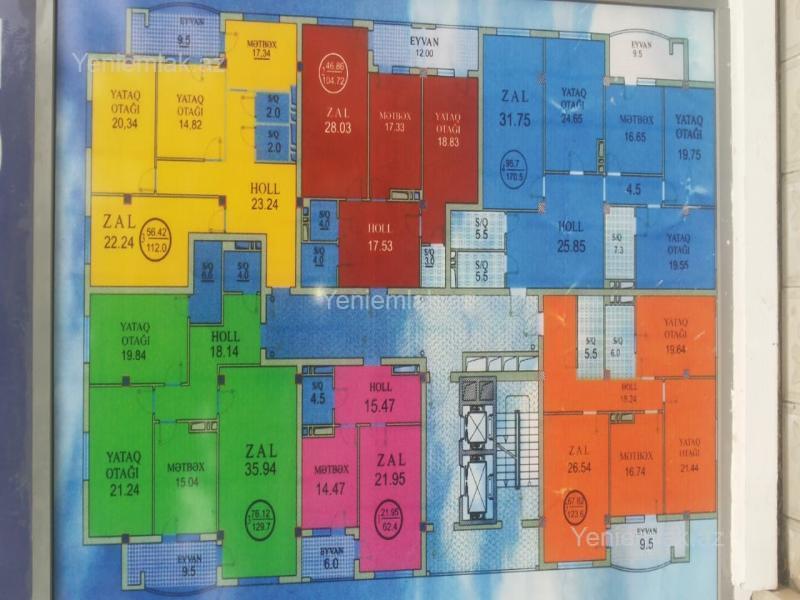 EYVAN
9.5
MƏTBƏX
17,34
Yeniemlak.az
YATAQ
OTAĞI
20,34
YATAQ
OTAĞI
14,82
S/Q
2.0
S/Q
2.0
HOLL
23.24
ZAL
22.24
56.42
112.0
46.86
104.72
ZAL
28.03
EYVAN
12.00
MƏTBƏX
17.33
YATAQ
OTAĞI
18.83
S/Q
4.0
S/Q
4.0
HOLL
17.53
S/Q
3.0
ZAL
31.75
YATAQ
OTAĞI
24.65
EYVAN
9.5
MƏTBƏX
16.65
YATAQ
OTAĞI
19.75
170.5
4.5
S/Q
5.5
S/Q
5.5
HOLL
25.85
S/Q
7.3
YATAQ
OTAĞI
19.55
S/Q
6.0
S/Q
4.0
Yeniemlak.az
YATAQ
OTAĞI
19.84
HOLL
18.14
YATAQ
OTAĞI
21.24
MƏTBƏX
15.04
ZAL
35.94
76.12
129.7
EYVAN
9.5
S/Q
4.5
HOLL
15.47
MƏTBƏX
14.47
ZAL
21.95
21.95
62.4
EYVAN
6.0
S/Q
5.5
S/Q
6.0
YATAQ
OTAĞI
19.64
HOLL
18.24
ZAL
26.54
67.62
123.6
MƏTBƏX
16.74
YATAQ
OTAĞI
21.44
EYVAN
9.5
Yeniemlak.az